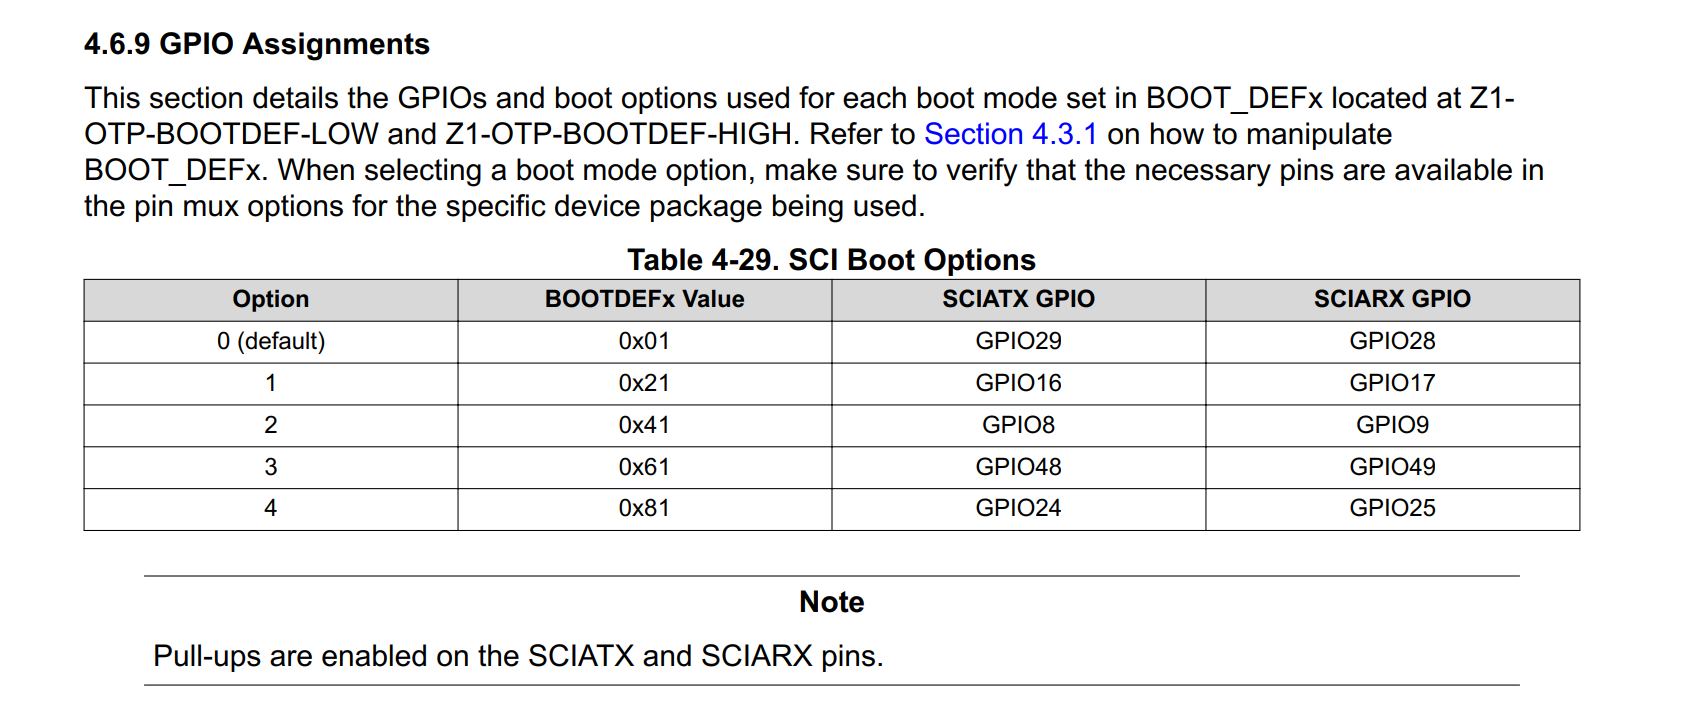 4.6.9 GPIO Assignments
This section details the GPIOs and boot options used for each boot mode set in BOOT_DEFx located at Z1-
OTP-BOOTDEF-LOW and Z1-OTP-BOOTDEF-HIGH. Refer to Section 4.3.1 on how to manipulate
BOOT_DEFx. When selecting a boot mode option, make sure to verify that the necessary pins are available in
the pin mux options for the specific device package being used.
Table 4-29. SCI Boot Options
Option BOOTDEFx Value SCIATX GPIO SCIARX GPIO
0 (default) 0x01 GPIO29 GPIO28
1 0x21 GPIO16 GPIO17
2 0x41 GPIO8 GPIO9
3 0x61 GPIO48 GPIO49
4 0x81 GPIO24 GPIO25
Note
Pull-ups are enabled on the SCIATX and SCIARX pins.